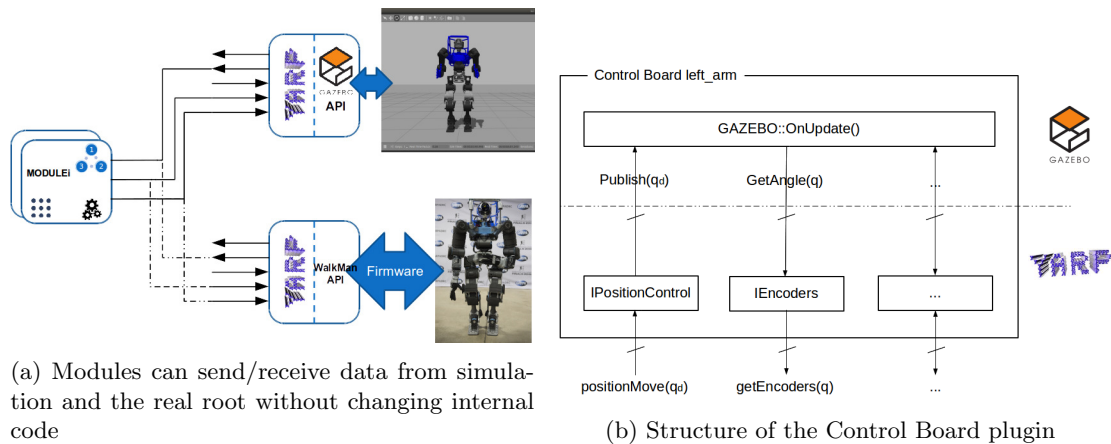 YARP
GAZEBO
API
MODULEi
1
3
2
YARP
WalkMan
API
Firmware
(a) Modules can send/receive data from simula-
tion and the real root without changing internal
code
Control Board left_arm
GAZEBO::OnUpdate()
GAZEBO
Publish(qd)
GetAngle(q)
...
YARP
IPositionControl
IEncoders
...
positionMove(qd)
getEncoders(q)
...
(b) Structure of the Control Board plugin